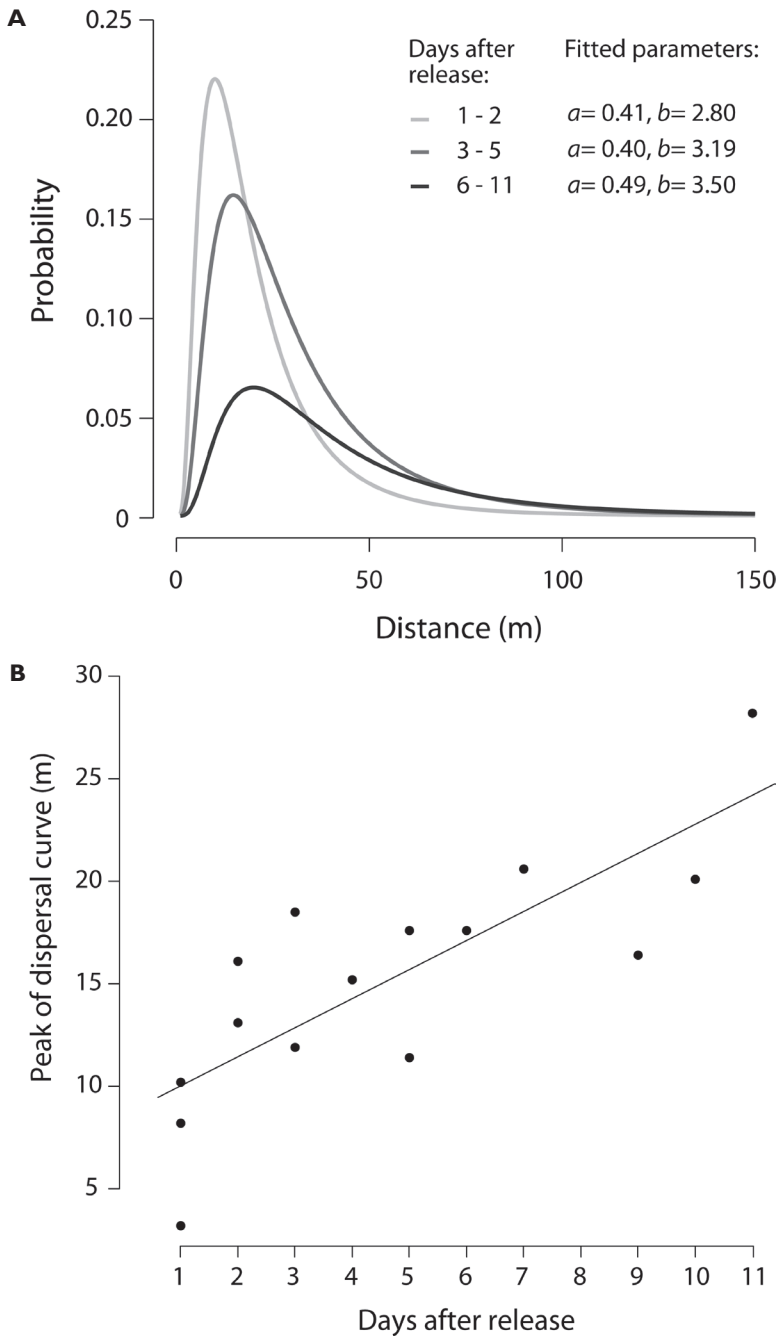 A
0.25
0.20
0.15
0.10
0.05
0
Probability
Days after
release:
Fitted parameters:
1 - 2 a= 0.41, b= 2.80
3 - 5 a= 0.40, b= 3.19
6 - 11 a= 0.49, b= 3.50
0 50 100 150
Distance (m)
B
30
25
20
15
10
5
Peak of dispersal curve (m)
1 2 3 4 5 6 7 8 9 10 11
Days after release